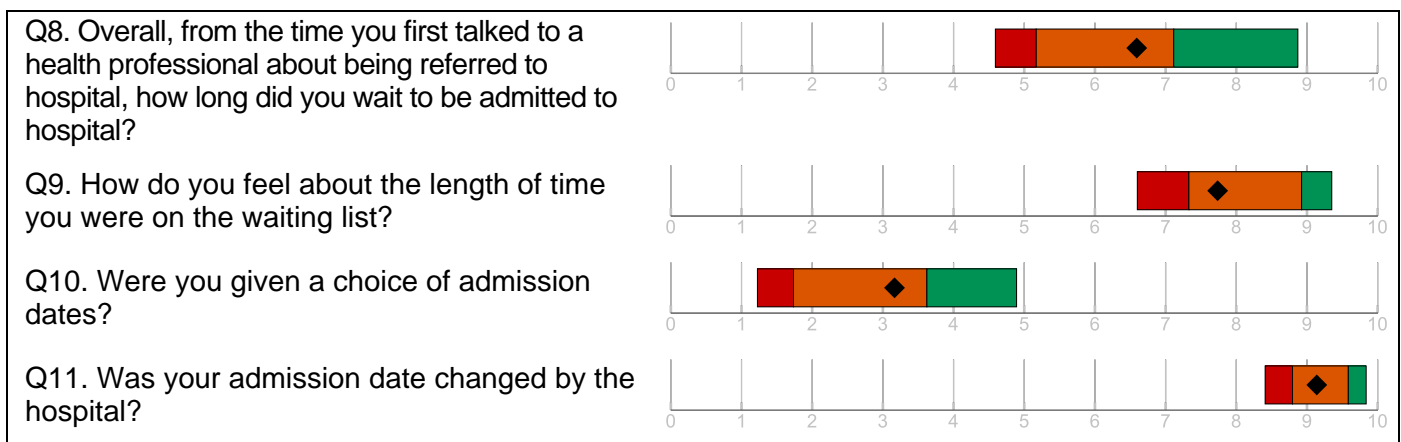 Q8. Overall, from the time you first talked to a
health professional about being referred to
hospital, how long did you wait to be admitted to
hospital?
0 1 2 3 4 5 6 7 8 9 10
Q9. How do you feel about the length of time
you were on the waiting list?
0 1 2 3 4 5 6 7 8 9 10
Q10. Were you given a choice of admission
dates?
0 1 2 3 4 5 6 7 8 9 10
Q11. Was your admission date changed by the
hospital?
0 1 2 3 4 5 6 7 8 9 10